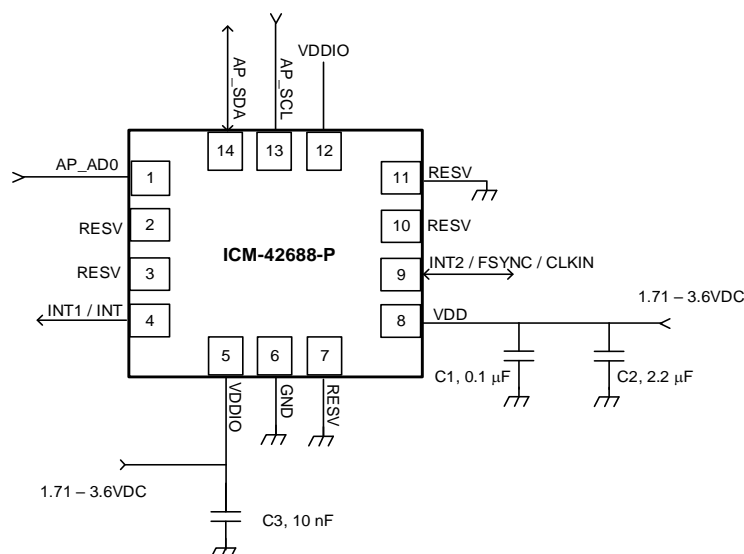 AP_SDA
AP_SCL
VDDIO
14
13
12
AP_AD0
1
11
RESV
RESV
2
10
RESV
ICM-42688-P
RESV
3
9
INT2 / FSYNC / CLKIN
INT1 / INT
4
8
VDD
1.71 – 3.6VDC
5
6
7
VDDIO
GND
RESV
C1, 0.1 μF
C2, 2.2 μF
1.71 – 3.6VDC
C3, 10 nF